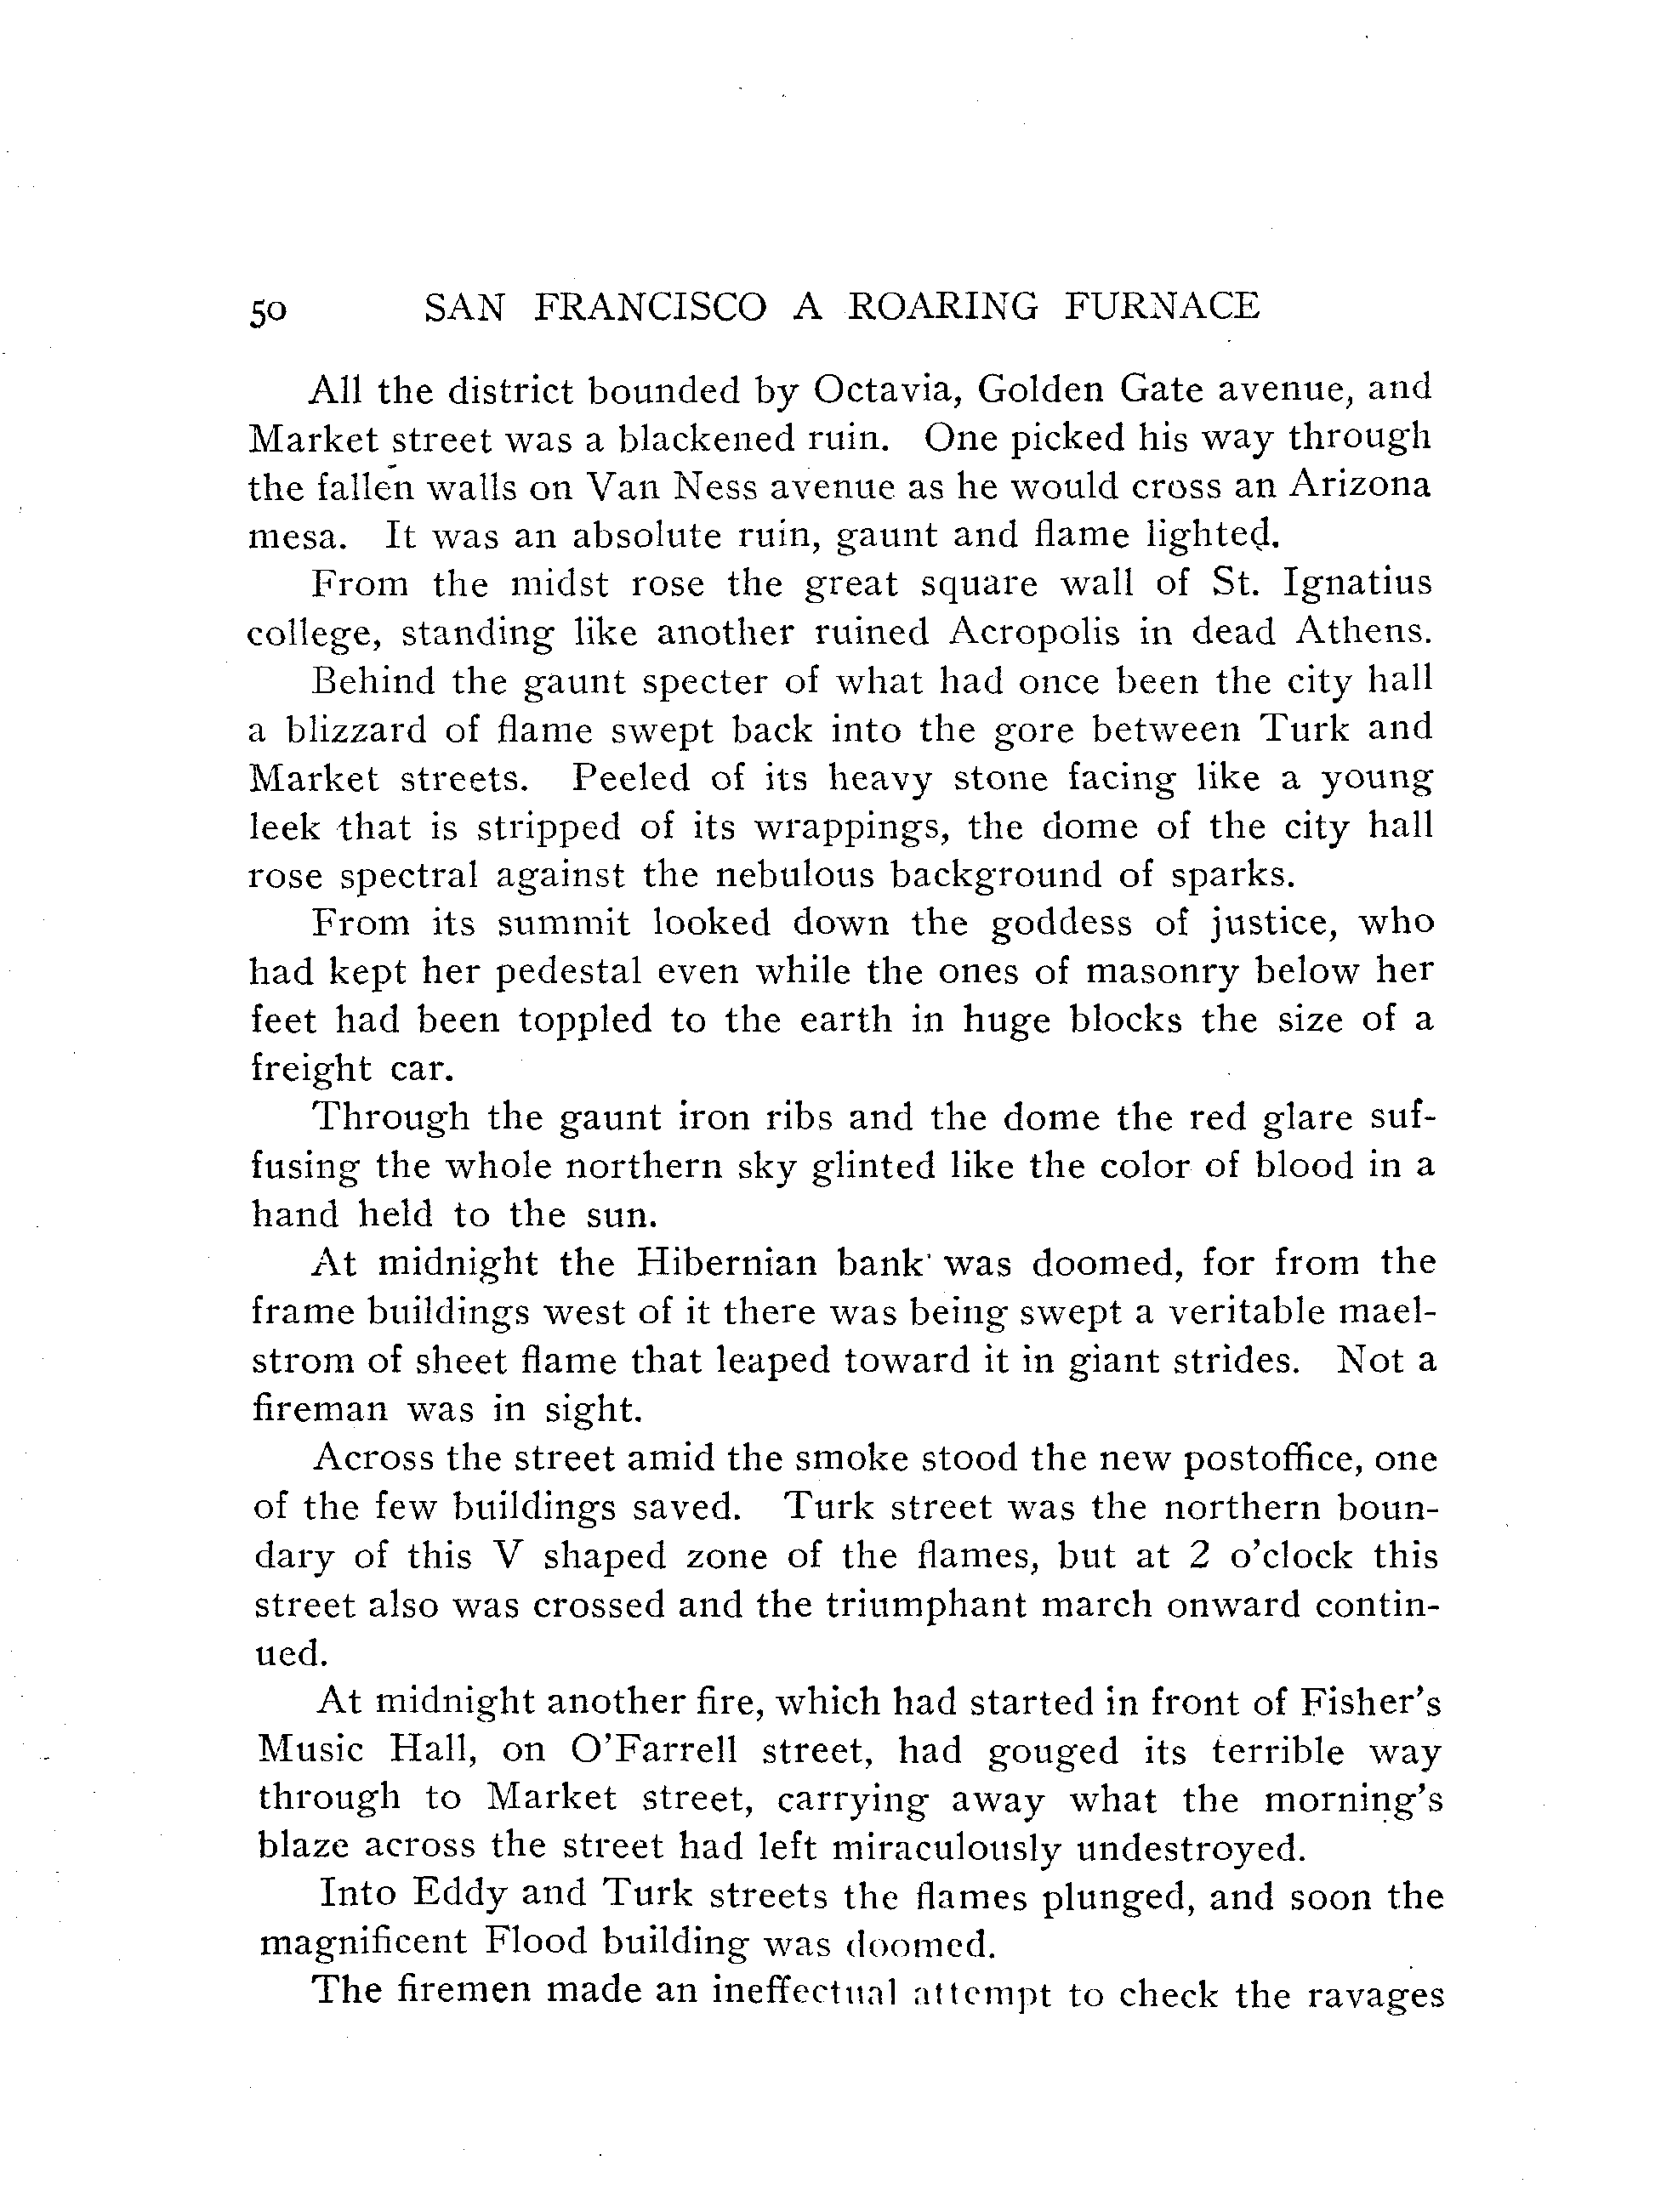 50 SAN FRANCISCO A ROARING FURNACE
All the district bounded by Octavia, Golden Gate avenue, and
Market street was a blackened ruin. One picked his way through
the fallen walls on Van Ness avenue as he would cross an Arizona
mesa. It was an absolute ruin, gaunt and flame lighted.
From the midst rose the great square wall of St. Ignatius
college, standing like another ruined Acropolis in dead Athens.
Behind the gaunt specter of what had once been the city hall
a blizzard of flame swept back into the gore between Turk and
Market streets. Peeled of its heavy stone facing like a young
leek that is stripped of its wrappings, the dome of the city hall
rose spectral against the nebulous background of sparks.
From its summit looked down the goddess of justice, who
had kept her pedestal even while the ones of masonry below her
feet had been toppled to the earth in huge blocks the size of a
freight car.
Through the gaunt iron ribs and the dome the red glare suf-
fusing the whole northern sky glinted like the color of blood in a
hand held to the sun.
At midnight the Hibernian bank was doomed, for from the
frame buildings west of it there was being swept a veritable mael-
strom of sheet flame that leaped toward it in giant strides. Not a
fireman was in sight.
Across the street amid the smoke stood the new postoffice, one
of the few buildings saved. Turk street was the northern boun-
dary of this V shaped zone of the flames, but at 2 o'clock this
street also was crossed and the triumphant march onward contin-
ued.
At midnight another fire, which had started in front of Fisher's
Music Hall, on O'Farrell street, had gouged its terrible way
through to Market street, carrying away what the morning's
blaze across the street had left miraculously undestroyed.
Into Eddy and Turk streets the flames plunged, and soon the
magnificent Flood building was doomed.
The firemen made an ineffectual attempt to check the ravages